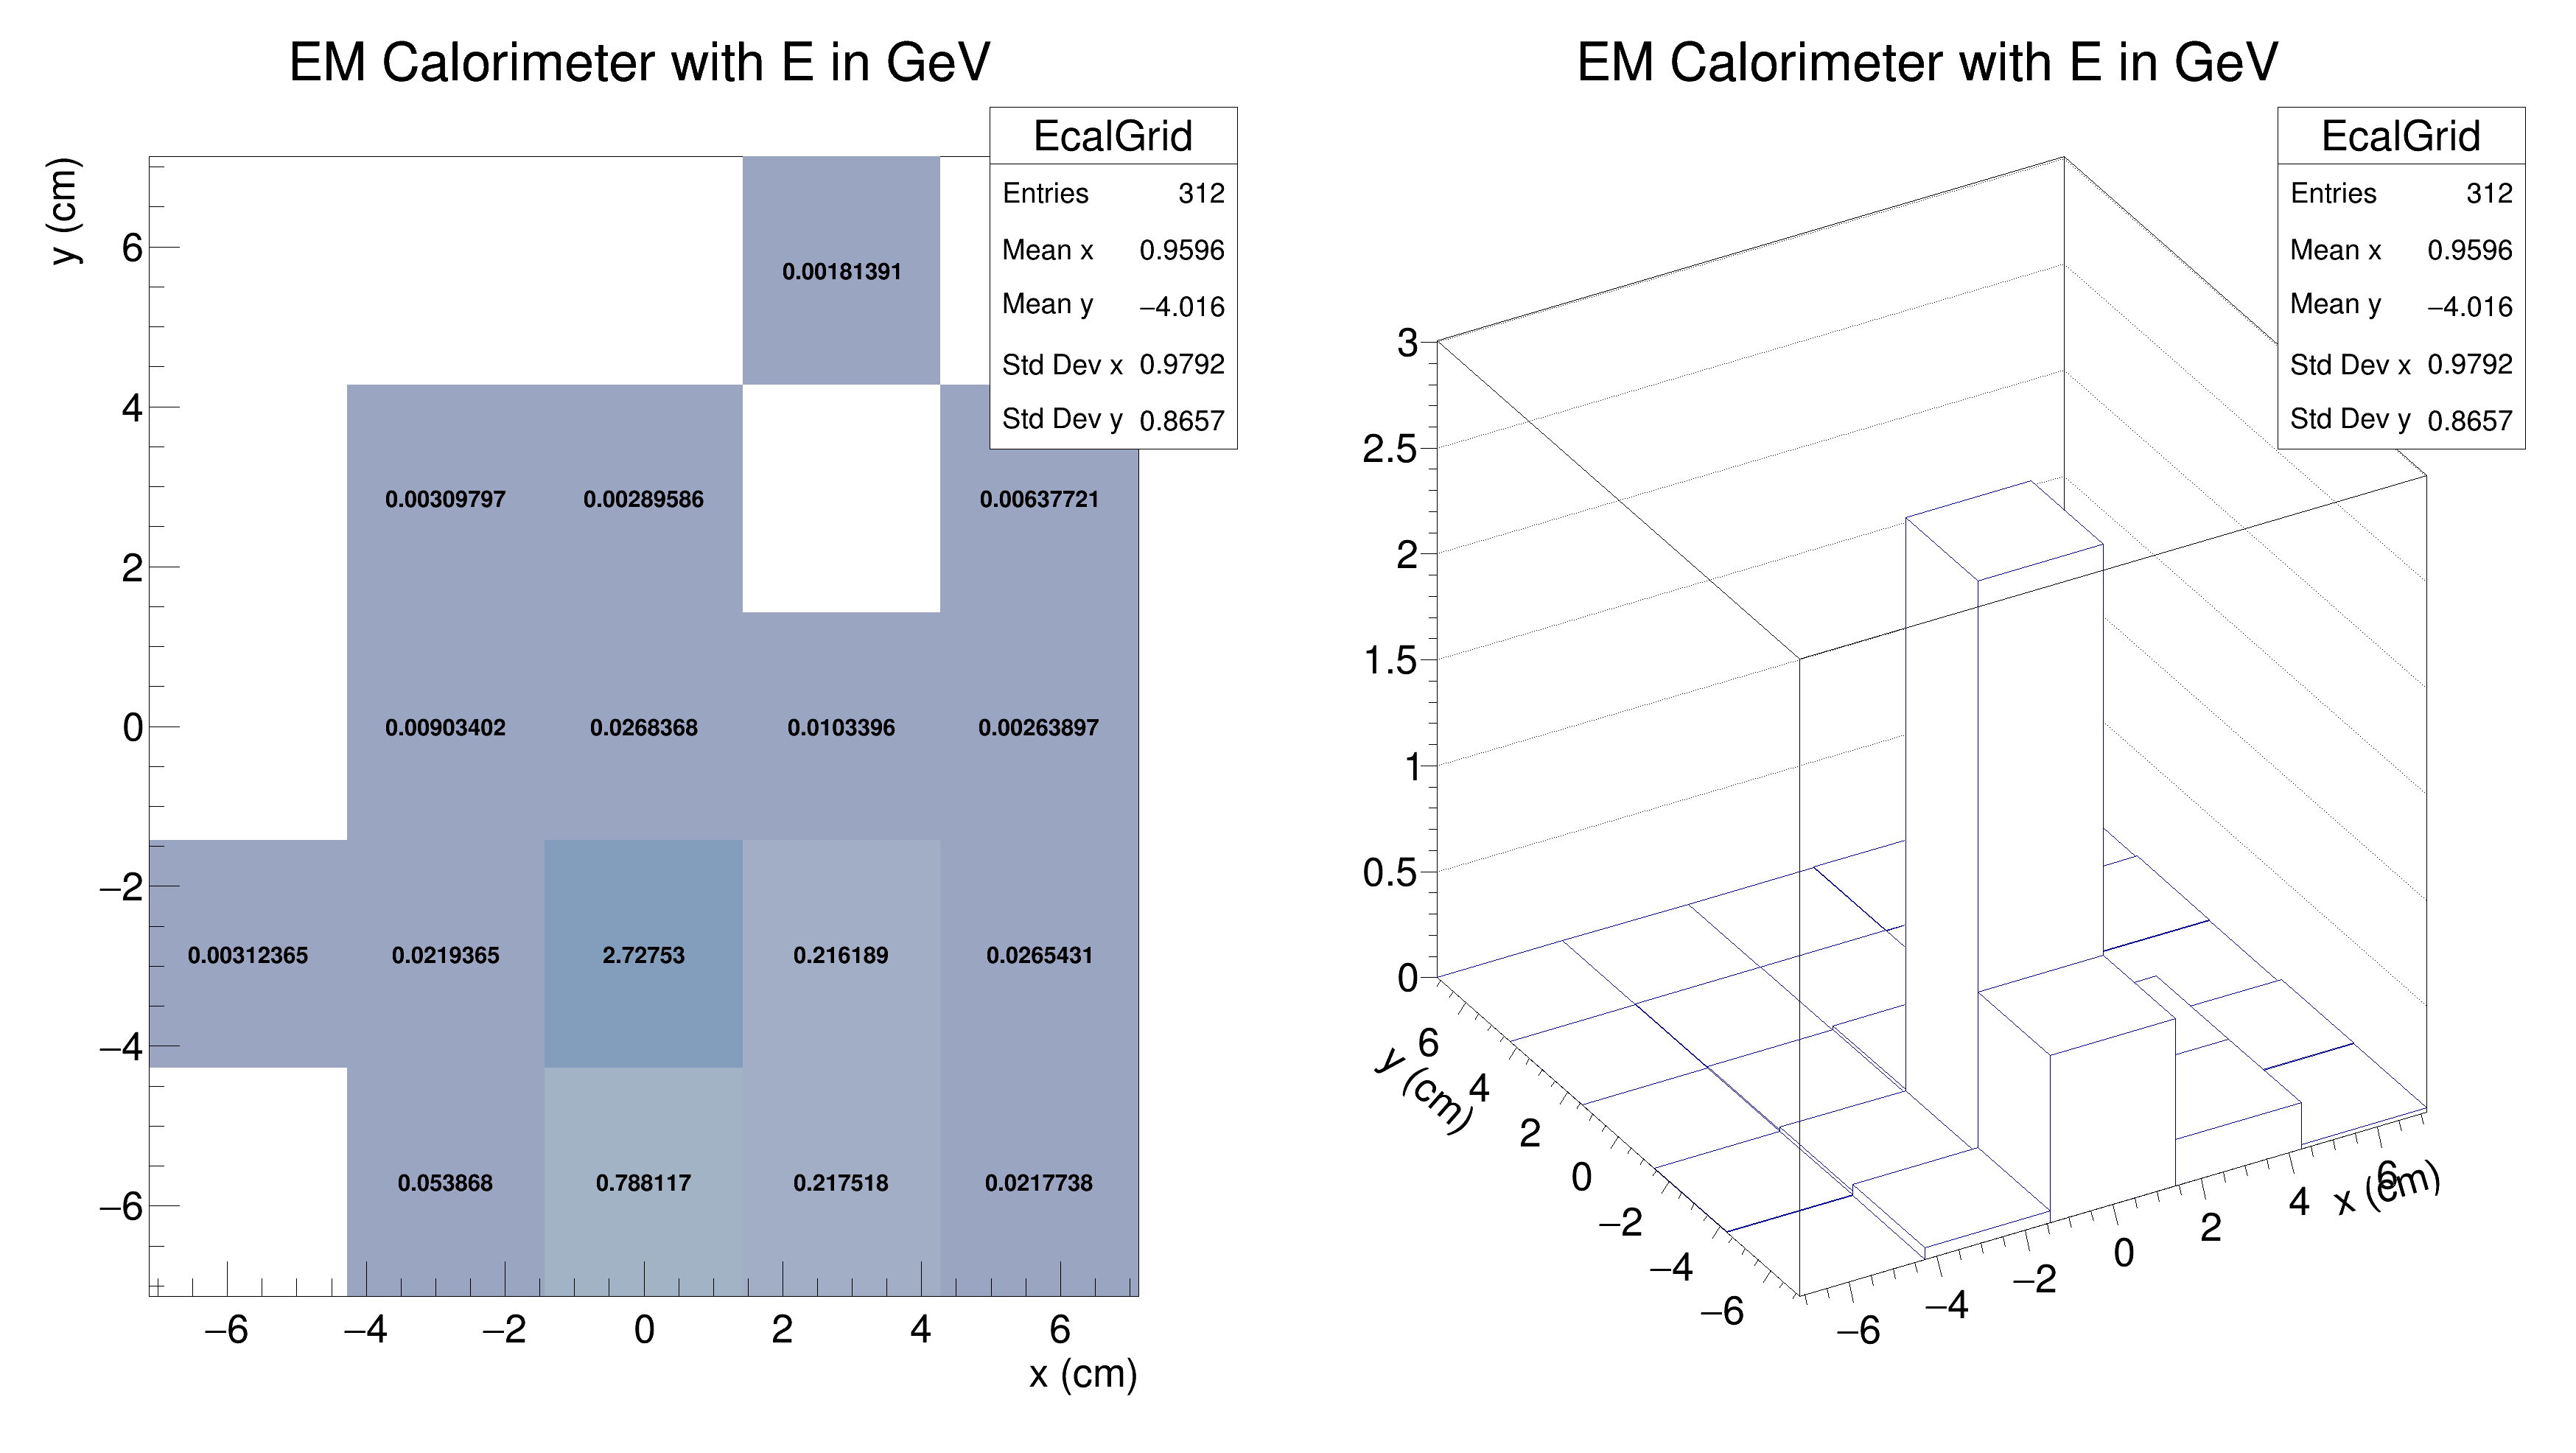 EM Calorimeter with E in GeV
EcalGrid
Entries 312
Mean x 0.9596
Mean y −4.016
Std Dev x 0.9792
Std Dev y 0.8657
y (cm)
6
4
2
0
−2
−4
−6
0.00181391
0.00309797 0.00289586 0.00637721
0.00903402 0.0268368 0.0103396 0.00263897
0.00312365 0.0219365 2.72753 0.216189 0.0265431
0.053868 0.788117 0.217518 0.0217738
−6 −4 −2 0 2 4 6
x (cm)
EM Calorimeter with E in GeV
EcalGrid
Entries 312
Mean x 0.9596
Mean y −4.016
Std Dev x 0.9792
Std Dev y 0.8657
3
2.5
2
1.5
1
0.5
0
y (cm)
6
4
2
0
−2
−4
−6
−6 −4 −2 0 2 4 6
x (cm)